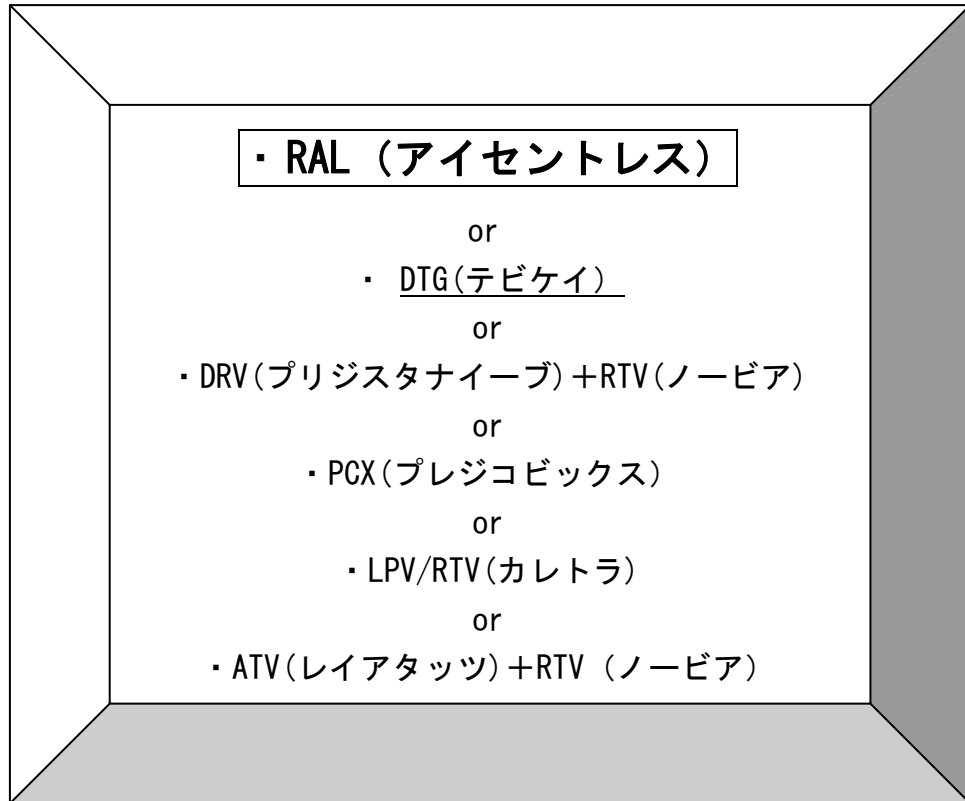 ・RAL（アイセントレス）
or
・ DTG(テビケイ)
or
・DRV(プリジスタナイーブ)＋RTV(ノービア)
or
・PCX(プレジコビックス)
or
・LPV/RTV(カレトラ)
or
・ATV(レイアタッツ)＋RTV（ノービア）